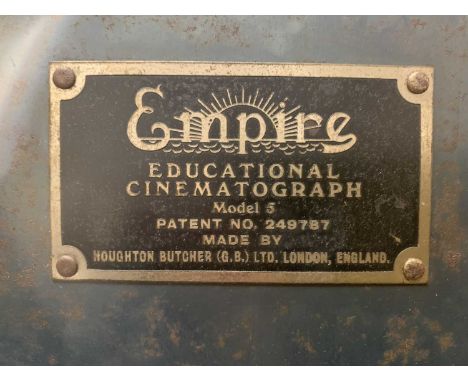 Empire
EDUCATIONAL
CINEMATOGRAPH
Model 5
PATENT NO. 249787
MADE BY
HOUGHTON BUTCHER (G.B.) LTD. LONDON, ENGLAND.